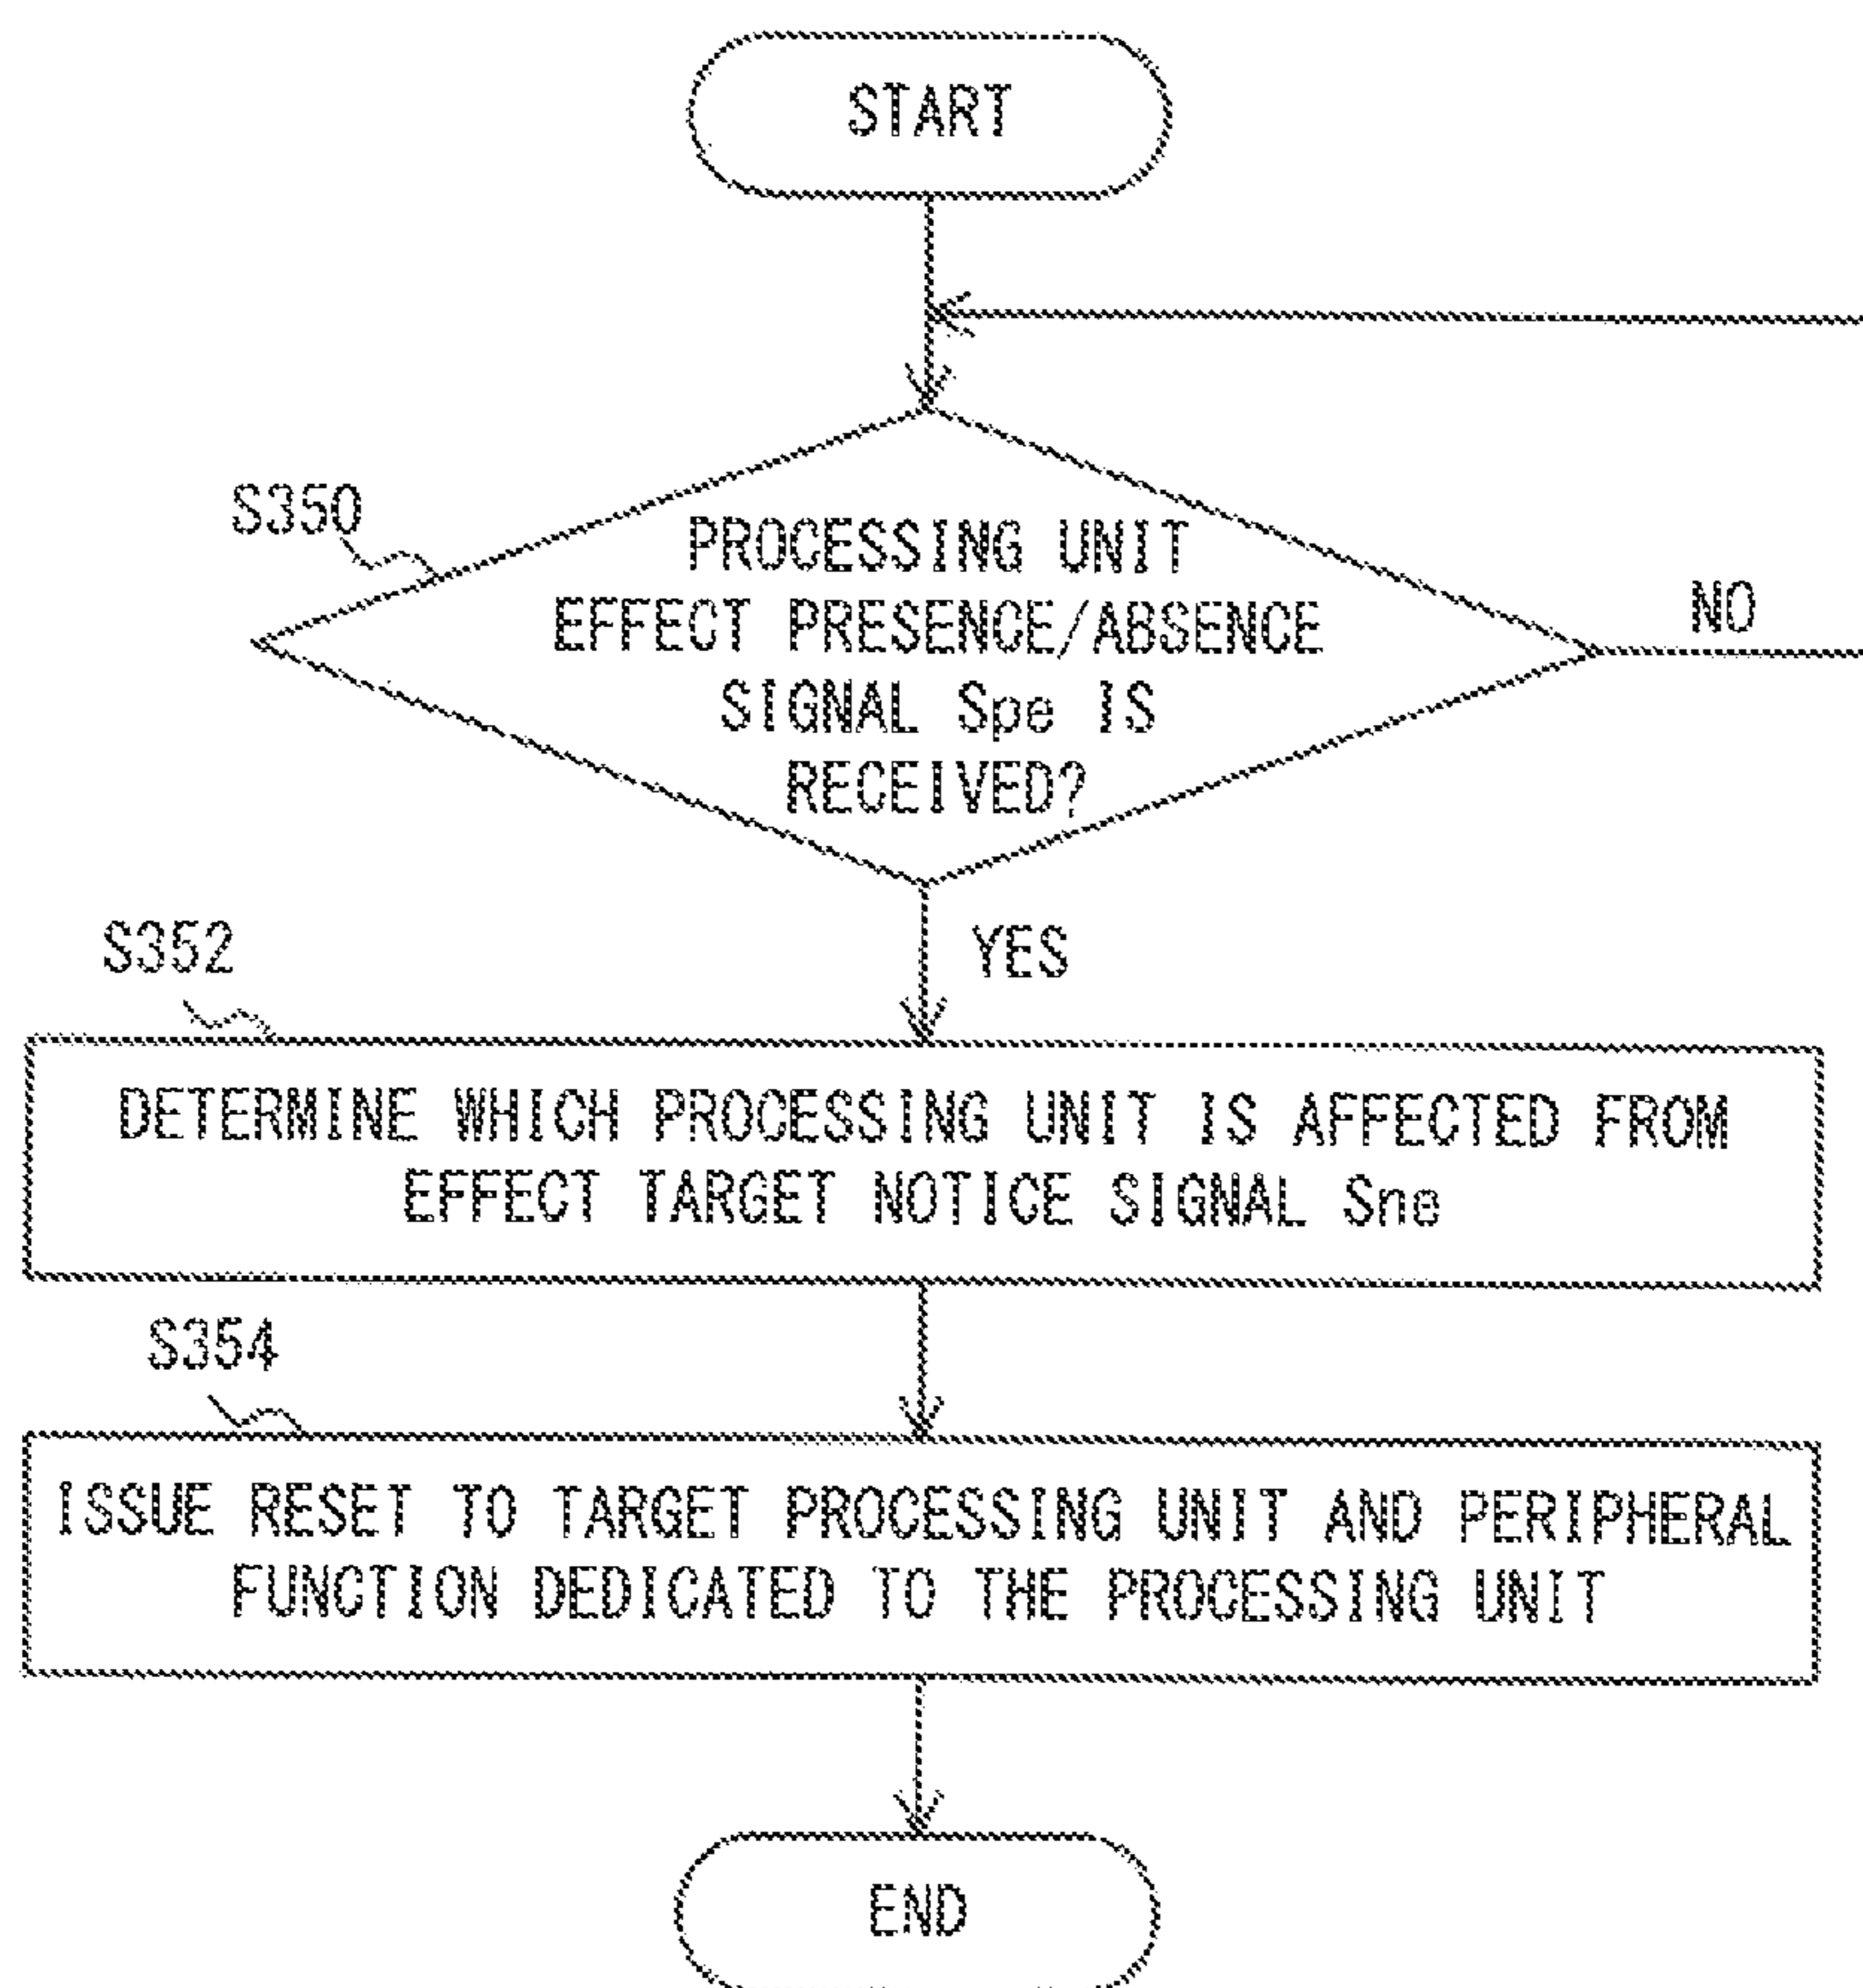 START
S350
PROCESSING UNIT
EFFECT PRESENCE/ABSENCE
SIGNAL Spe IS
RECEIVED?
NO
YES
S352
DETERMINE WHICH PROCESSING UNIT IS AFFECTED FROM
EFFECT TARGET NOTICE SIGNAL Sne
S354
ISSUE RESET TO TARGET PROCESSING UNIT AND PERIPHERAL
FUNCTION DEDICATED TO THE PROCESSING UNIT
END